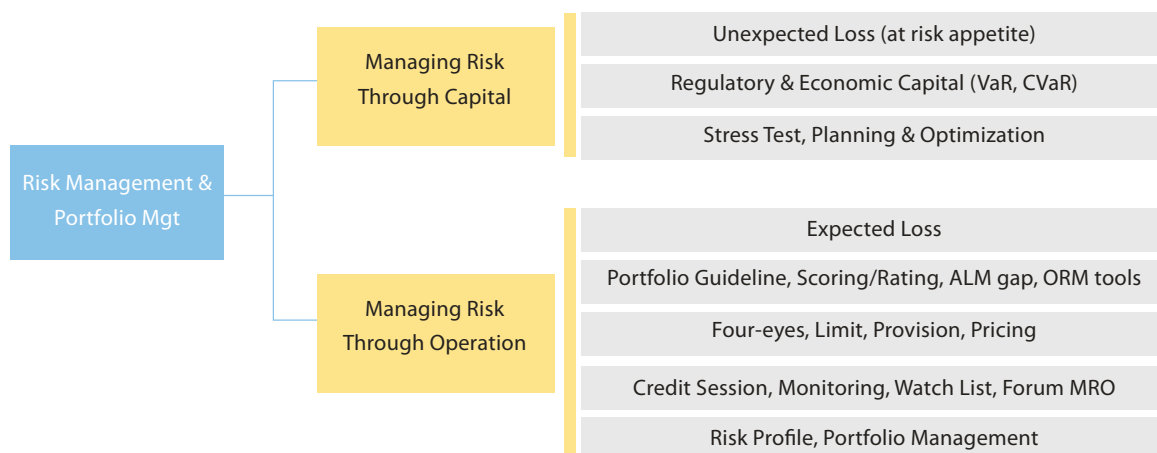 Risk Management &
Portfolio Mgt
Managing Risk
Through Capital
Unexpected Loss (at risk appetite)
Regulatory & Economic Capital (VaR, CVaR)
Stress Test, Planning & Optimization
Managing Risk
Through Operation
Expected Loss
Portfolio Guideline, Scoring/Rating, ALM gap, ORM tools
Four-eyes, Limit, Provision, Pricing
Credit Session, Monitoring, Watch List, Forum MRO
Risk Profile, Portfolio Management